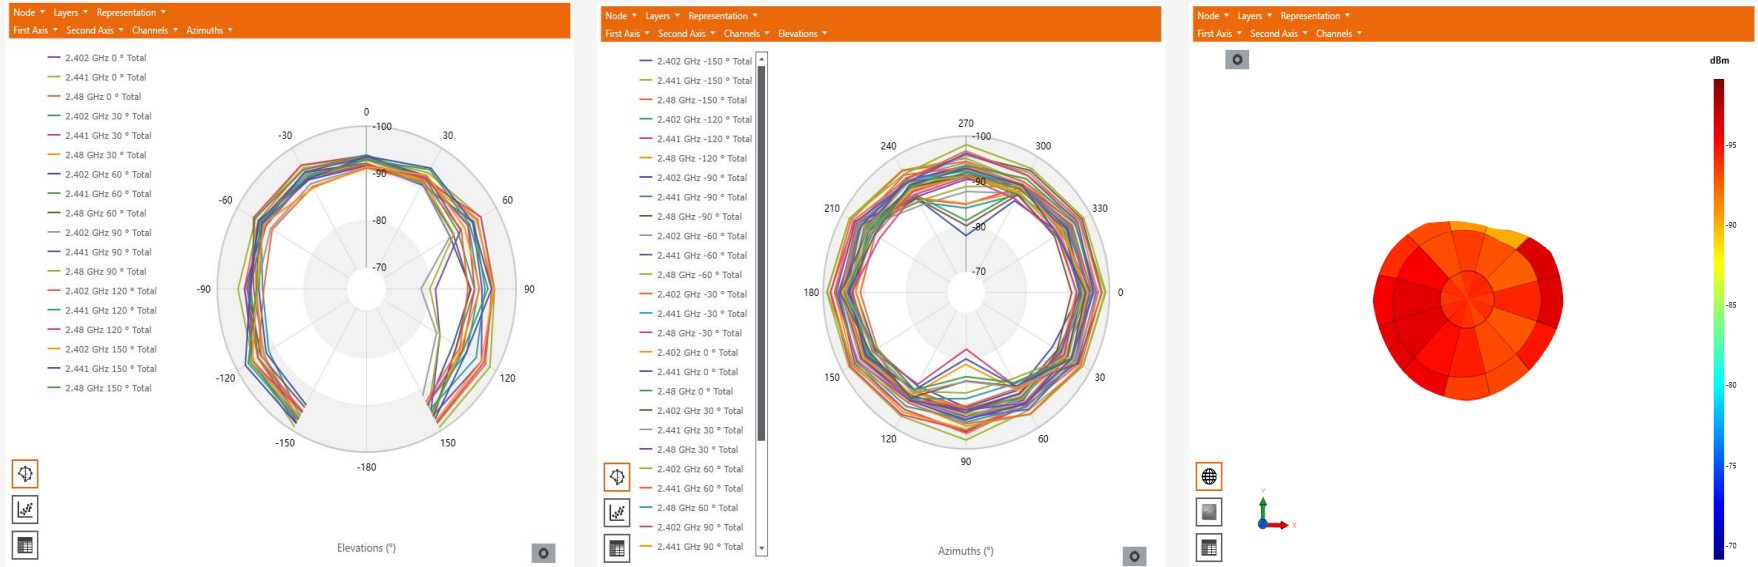 Node Layers Representation
First Axis Second Axis Channels Azimuths
2.402 GHz 0 ° Total
2.441 GHz 0 ° Total
2.48 GHz 0 ° Total
2.402 GHz 30 ° Total
2.441 GHz 30 ° Total
2.48 GHz 30 ° Total
2.402 GHz 60 ° Total
2.441 GHz 60 ° Total
2.48 GHz 60 ° Total
2.402 GHz 90 ° Total
2.441 GHz 90 ° Total
2.48 GHz 90 ° Total
2.402 GHz 120 ° Total
2.441 GHz 120 ° Total
2.48 GHz 120 ° Total
2.402 GHz 150 ° Total
2.441 GHz 150 ° Total
2.48 GHz 150 ° Total
0
-100
-30
30
-90
-60
60
-80
-70
-90
90
-120
120
-150
150
-180
Elevations (°)
Node Layers Representation
First Axis Second Axis Channels Elevations
2.402 GHz -150 ° Total
2.441 GHz -150 ° Total
2.48 GHz -150 ° Total
2.402 GHz -120 ° Total
2.441 GHz -120 ° Total
2.48 GHz -120 ° Total
2.402 GHz -90 ° Total
2.441 GHz -90 ° Total
2.48 GHz -90 ° Total
2.402 GHz -60 ° Total
2.441 GHz -60 ° Total
2.48 GHz -60 ° Total
2.402 GHz -30 ° Total
2.441 GHz -30 ° Total
2.48 GHz -30 ° Total
2.402 GHz 0 ° Total
2.441 GHz 0 ° Total
2.48 GHz 0 ° Total
2.402 GHz 30 ° Total
2.441 GHz 30 ° Total
2.48 GHz 30 ° Total
2.402 GHz 60 ° Total
2.441 GHz 60 ° Total
2.48 GHz 60 ° Total
2.402 GHz 90 ° Total
2.441 GHz 90 ° Total
270
-100
240
300
-90
210
330
-80
-70
180
0
150
30
120
60
90
Azimuths (°)
Node Layers Representation
First Axis Second Axis Channels
dBm
-95
-90
-85
-80
-75
-70
Y
X